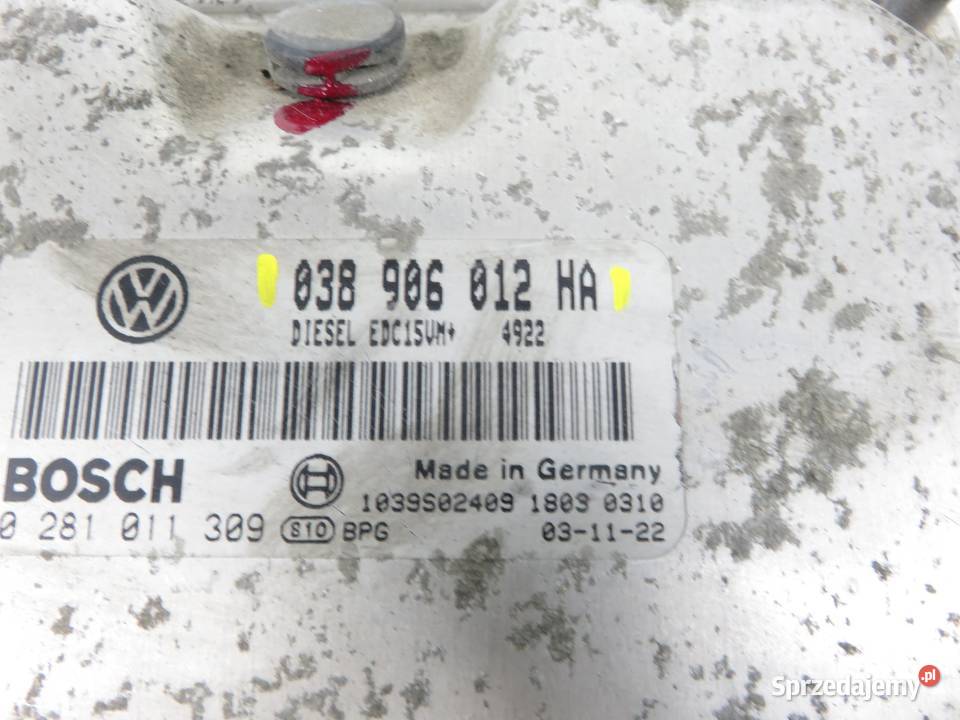 038 906 012 HA
DIESEL EDC15VM+ 4922
BOSCH
Made in Germany
1039S02409 1803 0310
0 281 011 309 S10 BPG
03-11-22
Sprzedajemy.pl